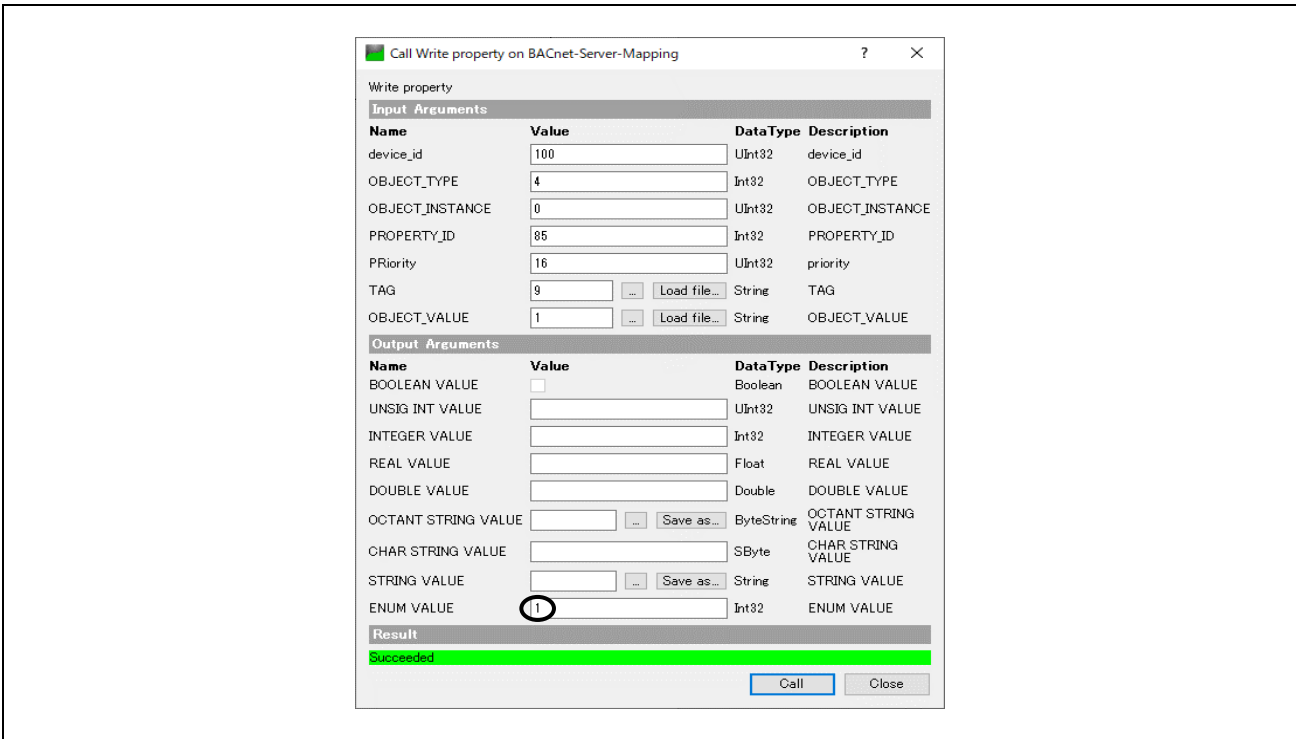 Call Write property on BACnet-Server-Mapping ? ×
Write property
Input Arguments
Name Value DataType Description
device_id 100 UInt32 device_id
OBJECT_TYPE 4 Int32 OBJECT_TYPE
OBJECT_INSTANCE 0 UInt32 OBJECT_INSTANCE
PROPERTY_ID 85 Int32 PROPERTY_ID
PRiority 16 UInt32 priority
TAG 9 ... Load file... String TAG
OBJECT_VALUE 1 ... Load file... String OBJECT_VALUE
Output Arguments
Name Value DataType Description
BOOLEAN VALUE Boolean BOOLEAN VALUE
UNSIG INT VALUE UInt32 UNSIG INT VALUE
INTEGER VALUE Int32 INTEGER VALUE
REAL VALUE Float REAL VALUE
DOUBLE VALUE Double DOUBLE VALUE
OCTANT STRING VALUE ... Save as... ByteString OCTANT STRING
VALUE
CHAR STRING VALUE SByte CHAR STRING
VALUE
STRING VALUE ... Save as... String STRING VALUE
ENUM VALUE 1 Int32 ENUM VALUE
Result
Succeeded
Call Close